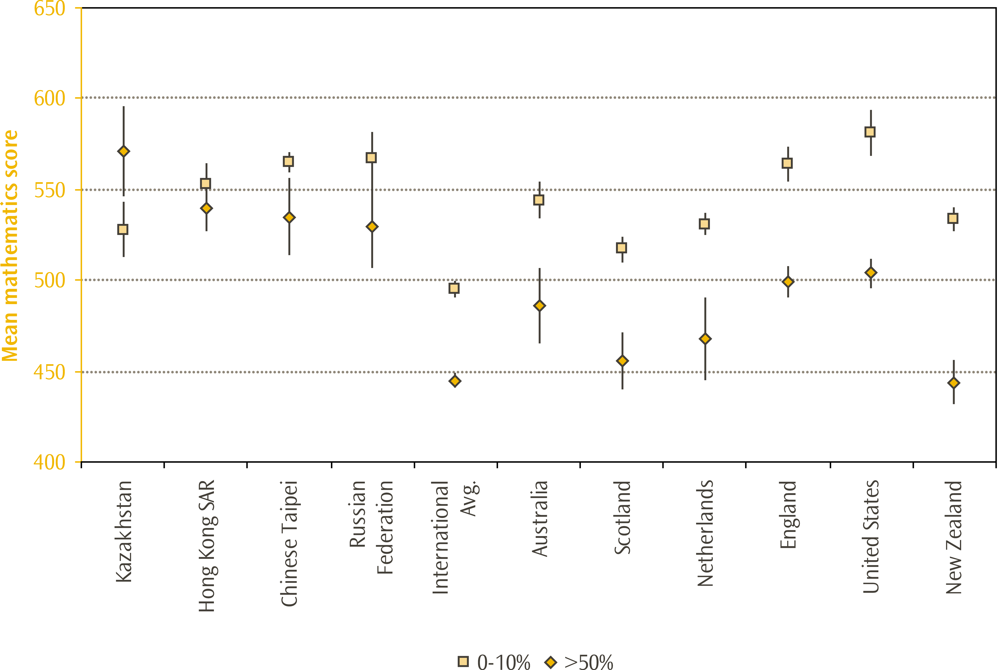 650
600
550
500
450
400
Mean mathematics score
Kazakhstan
Hong Kong SAR
Chinese Taipei
Russian
Federation
International
Avg.
Australia
Scotland
Netherlands
England
United States
New Zealand
0-10% >50%